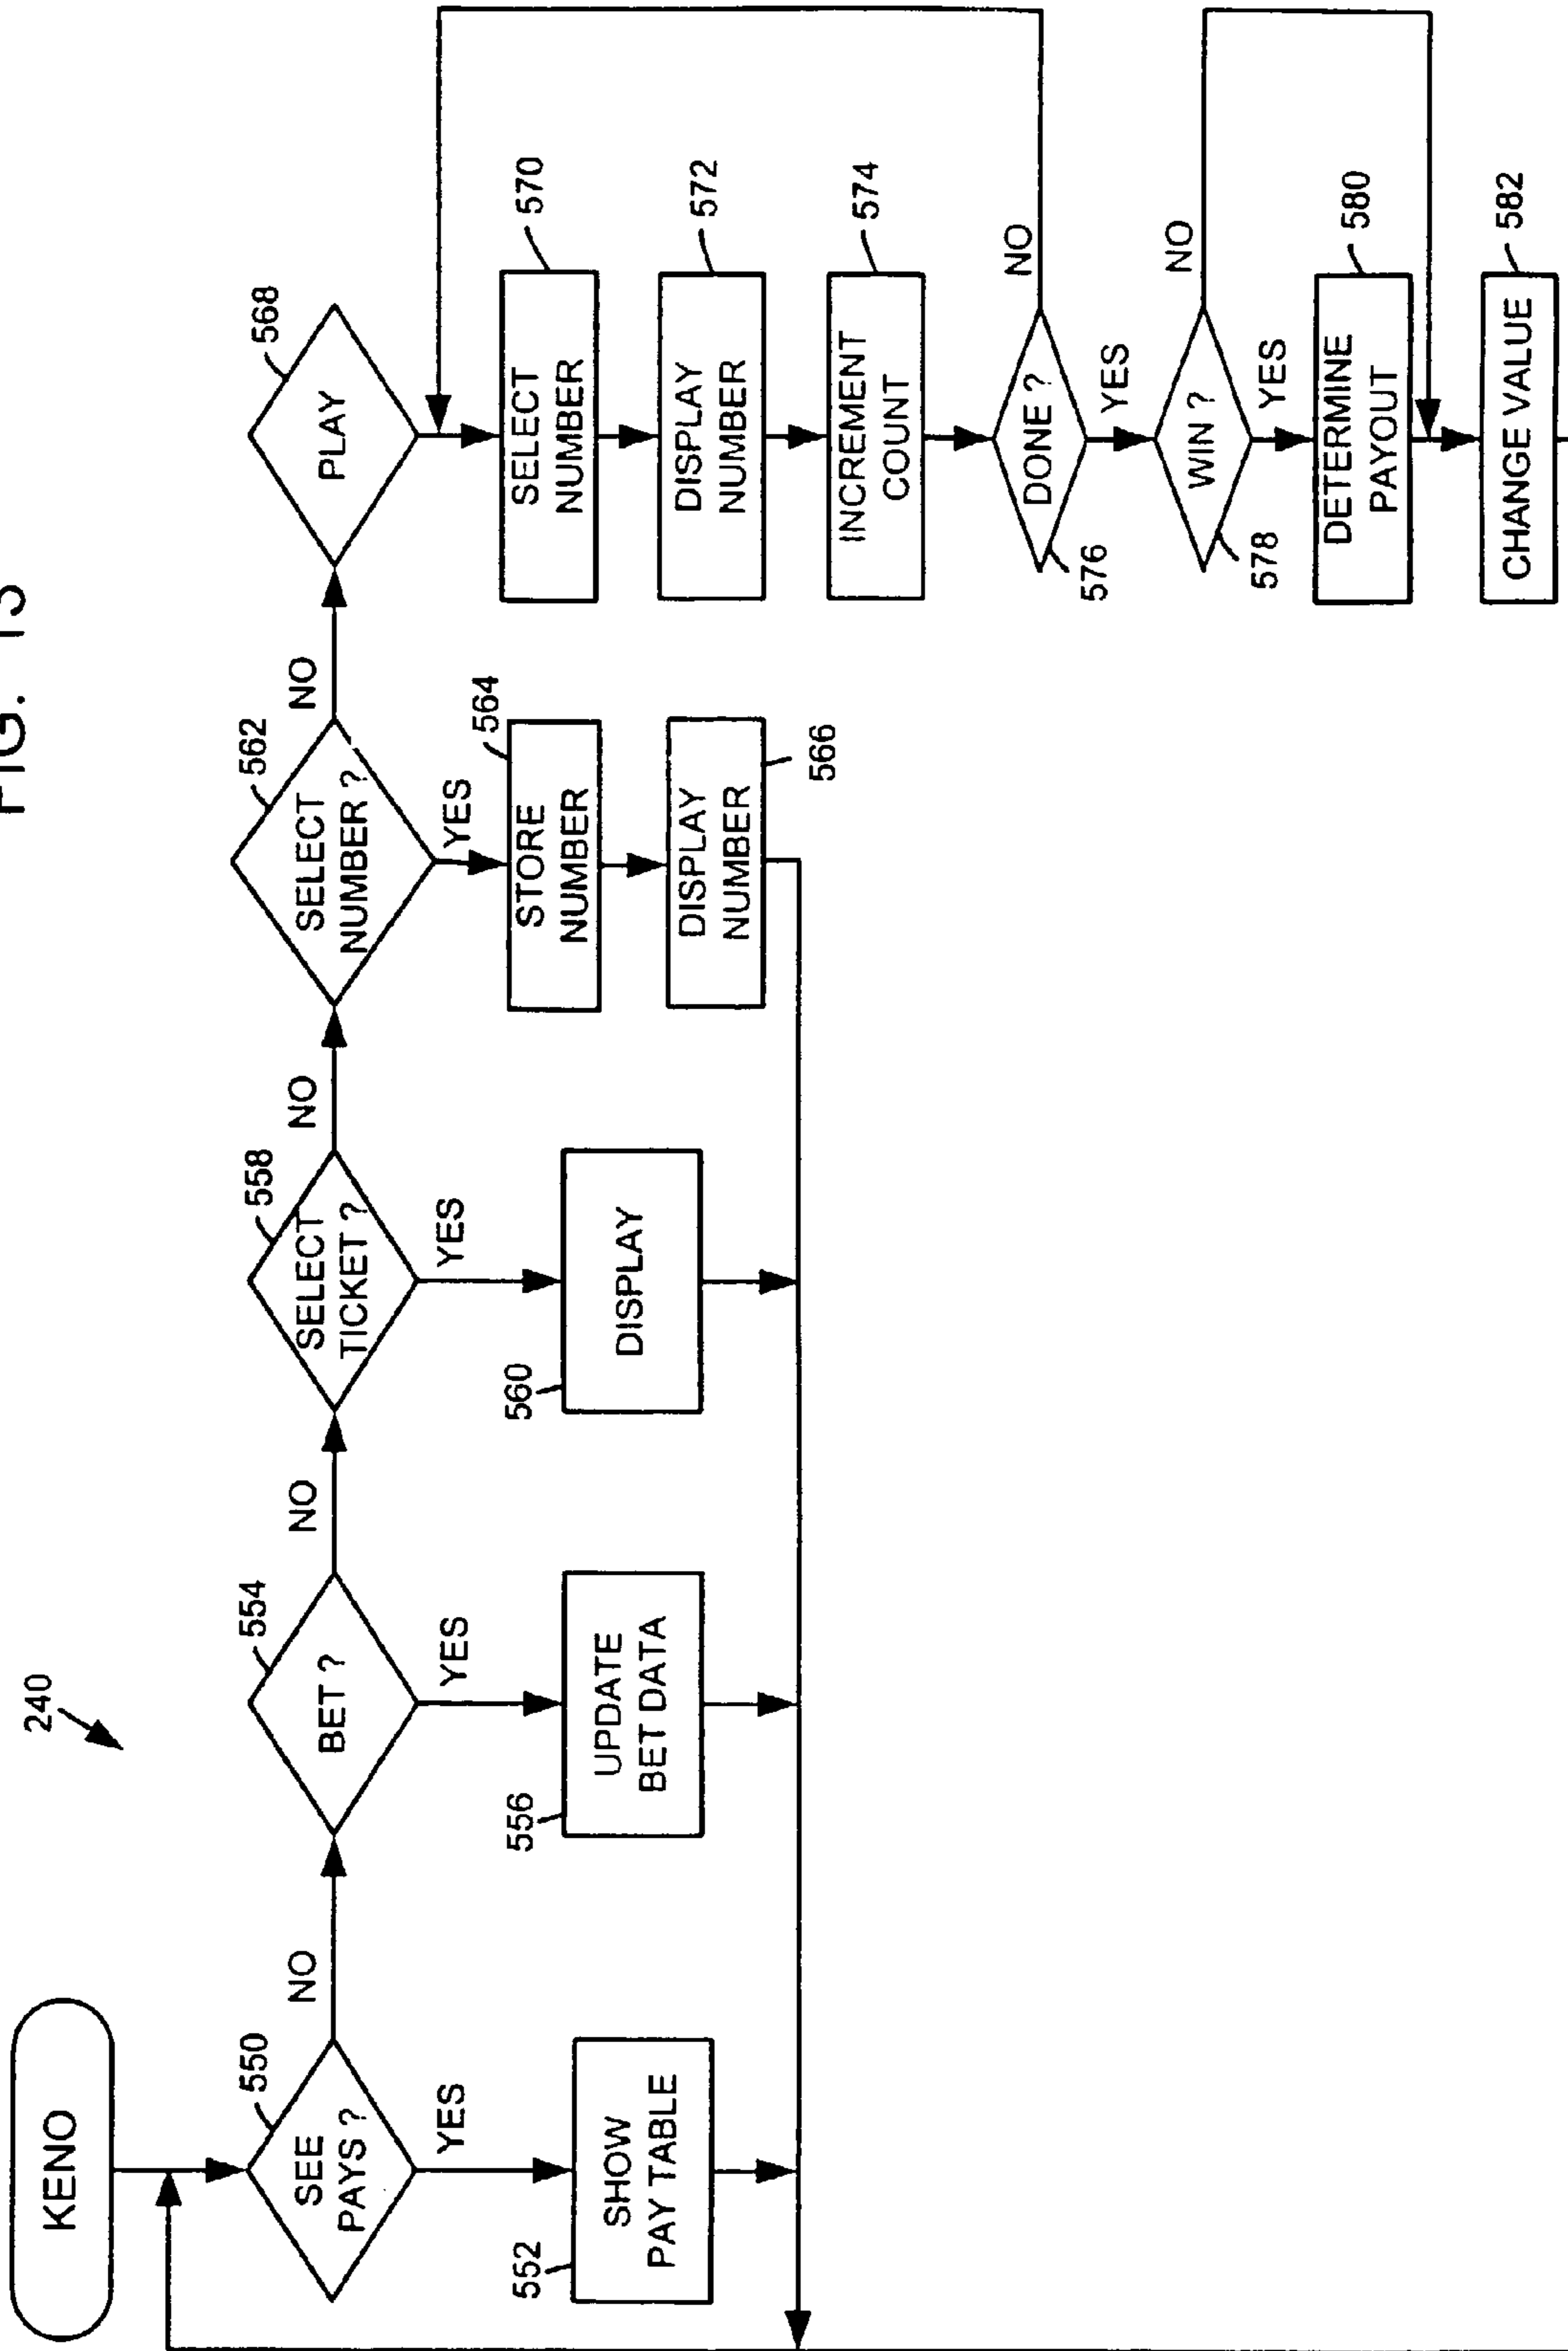 FIG. 13
240
KENO
550
SEE
PAYS ?
NO
YES
552
SHOW
PAY TABLE
554
BET ?
NO
YES
556
UPDATE
BET DATA
558
SELECT
TICKET ?
NO
YES
560
DISPLAY
562
SELECT
NUMBER ?
NO
YES
564
STORE
NUMBER
566
DISPLAY
NUMBER
568
PLAY
570
SELECT
NUMBER
572
DISPLAY
NUMBER
574
INCREMENT
COUNT
576
DONE ?
NO
YES
578
WIN ?
NO
YES
580
DETERMINE
PAYOUT
582
CHANGE VALUE